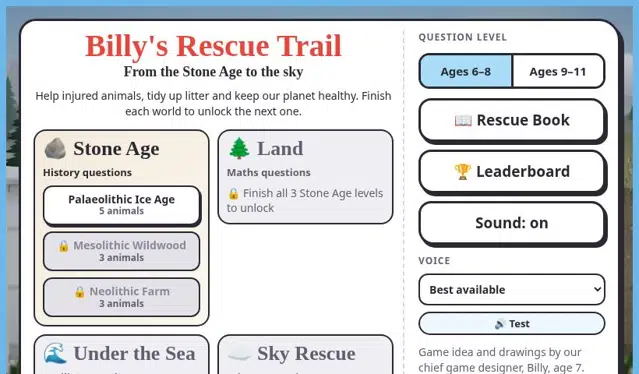 Billy's Rescue Trail
From the Stone Age to the sky
Help injured animals, tidy up litter and keep our planet healthy. Finish
each world to unlock the next one.
Stone Age
History questions
Palaeolithic Ice Age
5 animals
Mesolithic Wildwood
3 animals
Neolithic Farm
3 animals
Land
Maths questions
Finish all 3 Stone Age levels
to unlock
Under the Sea
Sky Rescue
QUESTION LEVEL
Ages 6–8
Ages 9–11
Rescue Book
Leaderboard
Sound: on
VOICE
Best available
Test
Game idea and drawings by our
chief game designer, Billy, age 7.